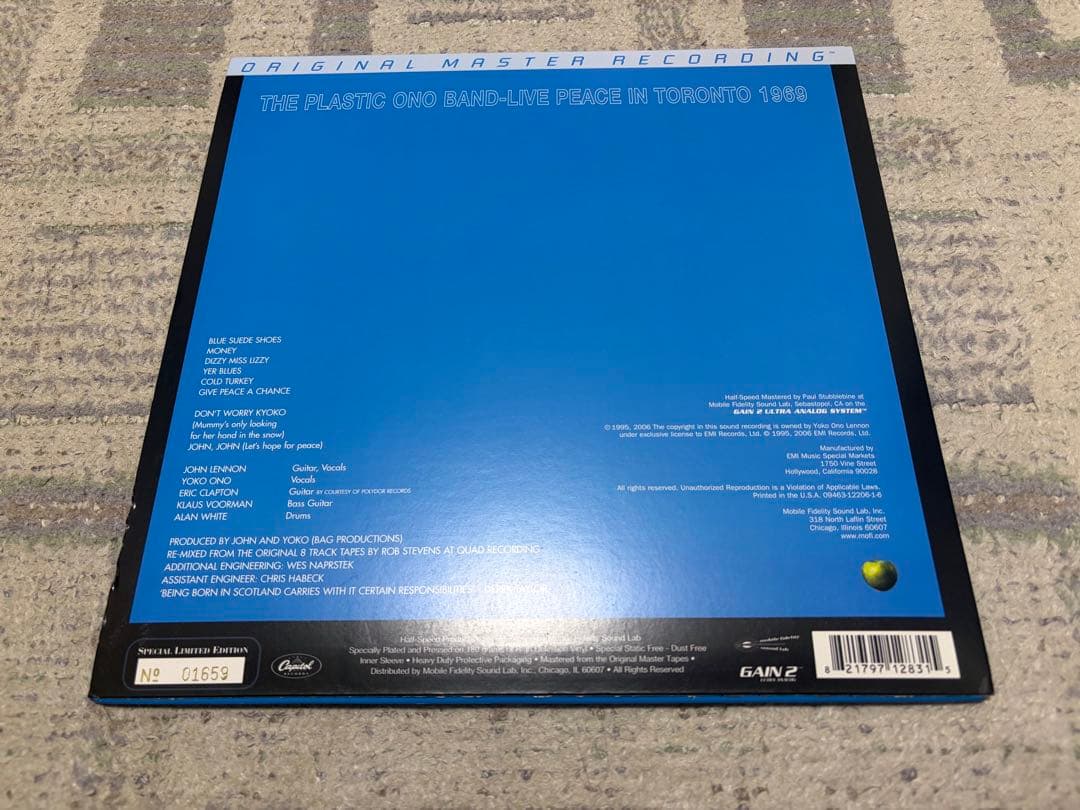 ORIGINAL MASTER RECORDING™
THE PLASTIC ONO BAND-LIVE PEACE IN TORONTO 1969
BLUE SUEDE SHOES
MONEY
DIZZY MISS LIZZY
YER BLUES
COLD TURKEY
GIVE PEACE A CHANCE
DON'T WORRY KYOKO
(Mummy's only looking
for her hand in the snow)
JOHN, JOHN (Let's hope for peace)
JOHN LENNON Guitar, Vocals
YOKO ONO Vocals
ERIC CLAPTON Guitar BY COURTESY OF POLYDOR RECORDS
KLAUS VOORMAN Bass Guitar
ALAN WHITE Drums
PRODUCED BY JOHN AND YOKO (BAG PRODUCTIONS)
RE-MIXED FROM THE ORIGINAL 8 TRACK TAPES BY ROB STEVENS AT QUAD RECORDING
ADDITIONAL ENGINEERING: WES NAPRSTEK
ASSISTANT ENGINEER: CHRIS HABECK
'BEING BORN IN SCOTLAND CARRIES WITH IT CERTAIN RESPONSIBILITIES'
Half-Speed Mastered by Paul Stubblebine at
Mobile Fidelity Sound Lab, Sebastopol, CA on the
GAIN 2 ULTRA ANALOG SYSTEM™
℗ 1995, 2006 The copyright in this sound recording is owned by Yoko Ono Lennon
under exclusive license to EMI Records, Ltd. © 1995, 2006 EMI Records, Ltd.
Manufactured by
EMI Music Special Markets
1750 Vine Street
Hollywood, California 90028
All rights reserved. Unauthorized Reproduction is a Violation of Applicable Laws.
Printed in the U.S.A. 09463-12206-1-6
Mobile Fidelity Sound Lab, Inc.
318 North Laflin Street
Chicago, Illinois 60607
www.mofi.com
SPECIAL LIMITED EDITION
Nº 01659
Capitol
RECORDS
Half-Speed Sound Lab
Specially Plated and Pressed on 180 grams Vinyl • Special Static Free - Dust Free
Inner Sleeve • Heavy Duty Protective Packaging • Mastered from the Original Master Tapes •
Distributed by Mobile Fidelity Sound Lab, Inc., Chicago, IL 60607 • All Rights Reserved
mobile fidelity
sound lab
GAIN 2™
8 21797 12831 5